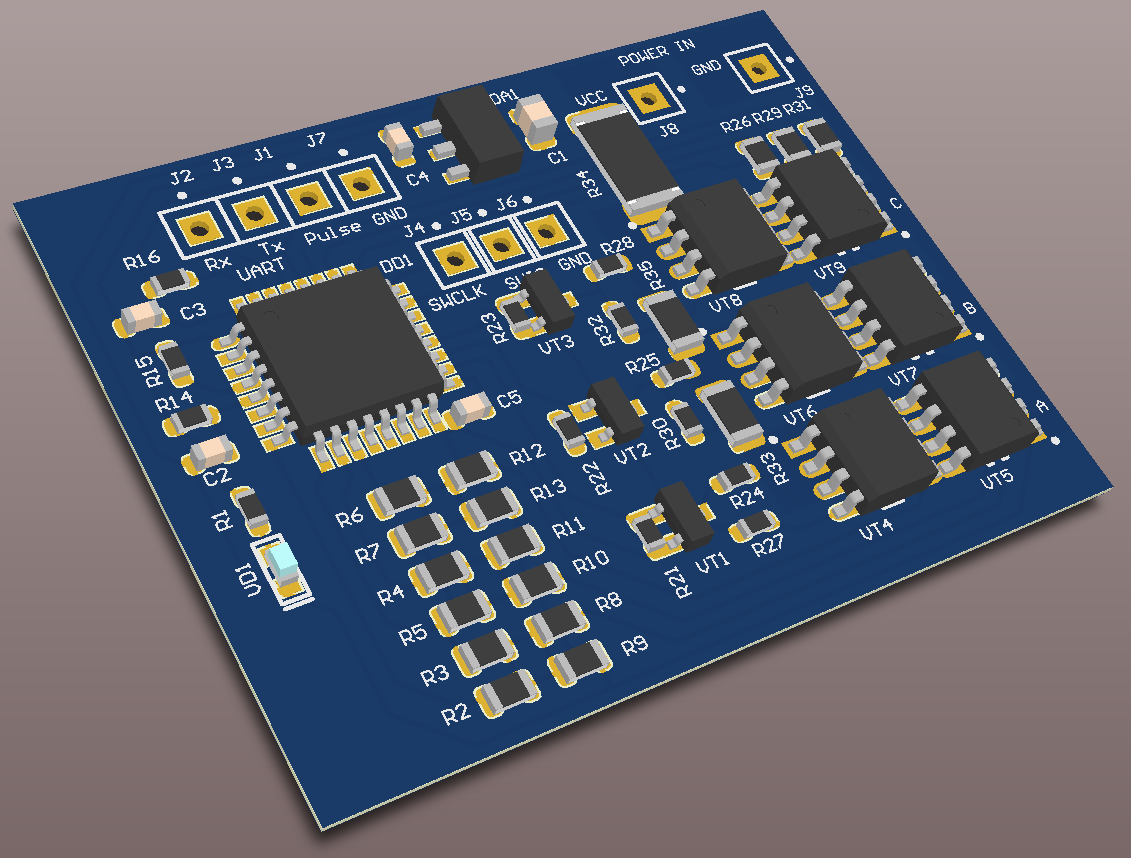 POWER IN
GND
J9
VCC
J8
DA1
C1
R26
R29
R31
J7
J1
J3
J2
C4
R34
GND
Pulse
Tx
Rx
UART
R16
J6
J5
J4
C
DD1
GND
SWCLK
R28
R35
VT9
VT8
C3
R23
VT3
R32
B
R15
R25
VT7
VT6
R14
C5
A
R30
C2
R22
VT2
R33
R12
VT5
R24
R13
R1
R6
VT4
R11
R27
R7
VT1
R10
R21
VD1
R4
R8
R5
R9
R3
R2